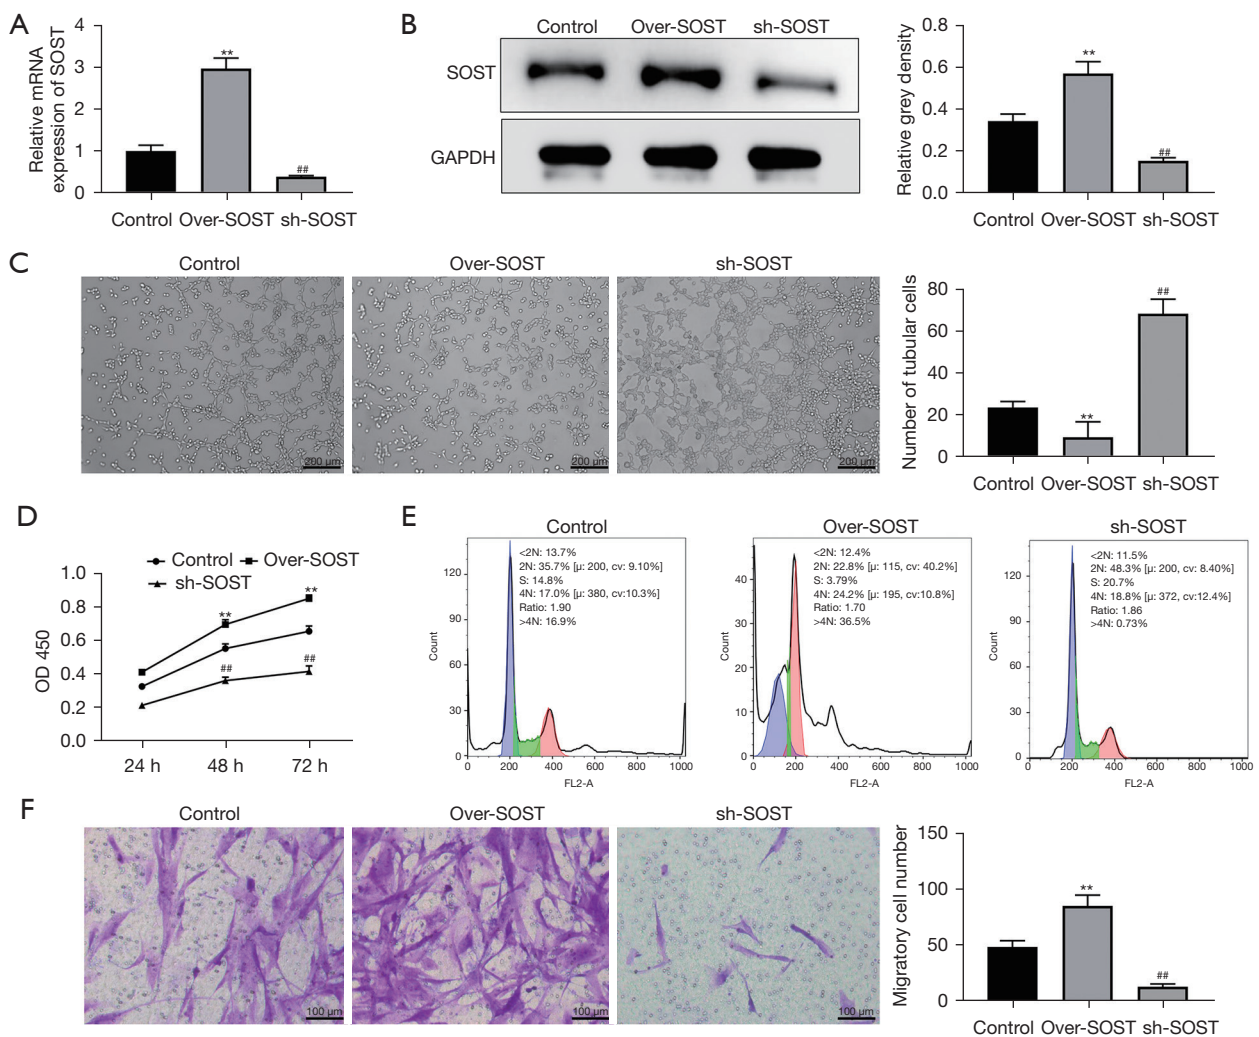 A
Relative mRNA
expression of SOST
4
3
2
1
0
**
##
Control Over-SOST sh-SOST
B
Control Over-SOST sh-SOST
SOST
GAPDH
Relative grey density
0.8
0.6
0.4
0.2
0.0
**
##
Control Over-SOST sh-SOST
C
Control
Over-SOST
sh-SOST
200 μm
200 μm
200 μm
Number of tubular cells
80
60
40
20
0
**
##
Control Over-SOST sh-SOST
D
Control Over-SOST
sh-SOST
OD 450
1.0
0.8
0.6
0.4
0.2
0.0
**
**
##
##
24 h 48 h 72 h
E
Control
<2N: 13.7%
2N: 35.7% [μ: 200, cv: 9.10%]
S: 14.8%
4N: 17.0% [μ: 380, cv:10.3%]
Ratio: 1.90
>4N: 16.9%
Count
120
90
60
30
0
0 200 400 600 800 1000
FL2-A
Over-SOST
<2N: 12.4%
2N: 22.8% [μ: 115, cv: 40.2%]
S: 3.79%
4N: 24.2% [μ: 195, cv:10.8%]
Ratio: 1.70
>4N: 36.5%
Count
40
30
20
10
0
0 200 400 600 800 1000
FL2-A
sh-SOST
<2N: 11.5%
2N: 48.3% [μ: 200, cv: 8.40%]
S: 20.7%
4N: 18.8% [μ: 372, cv:12.4%]
Ratio: 1.86
>4N: 0.73%
Count
120
90
60
30
0
0 200 400 600 800 1000
FL2-A
F
Control
Over-SOST
sh-SOST
100 μm
100 μm
100 μm
Migratory cell number
150
100
50
0
**
##
Control Over-SOST sh-SOST